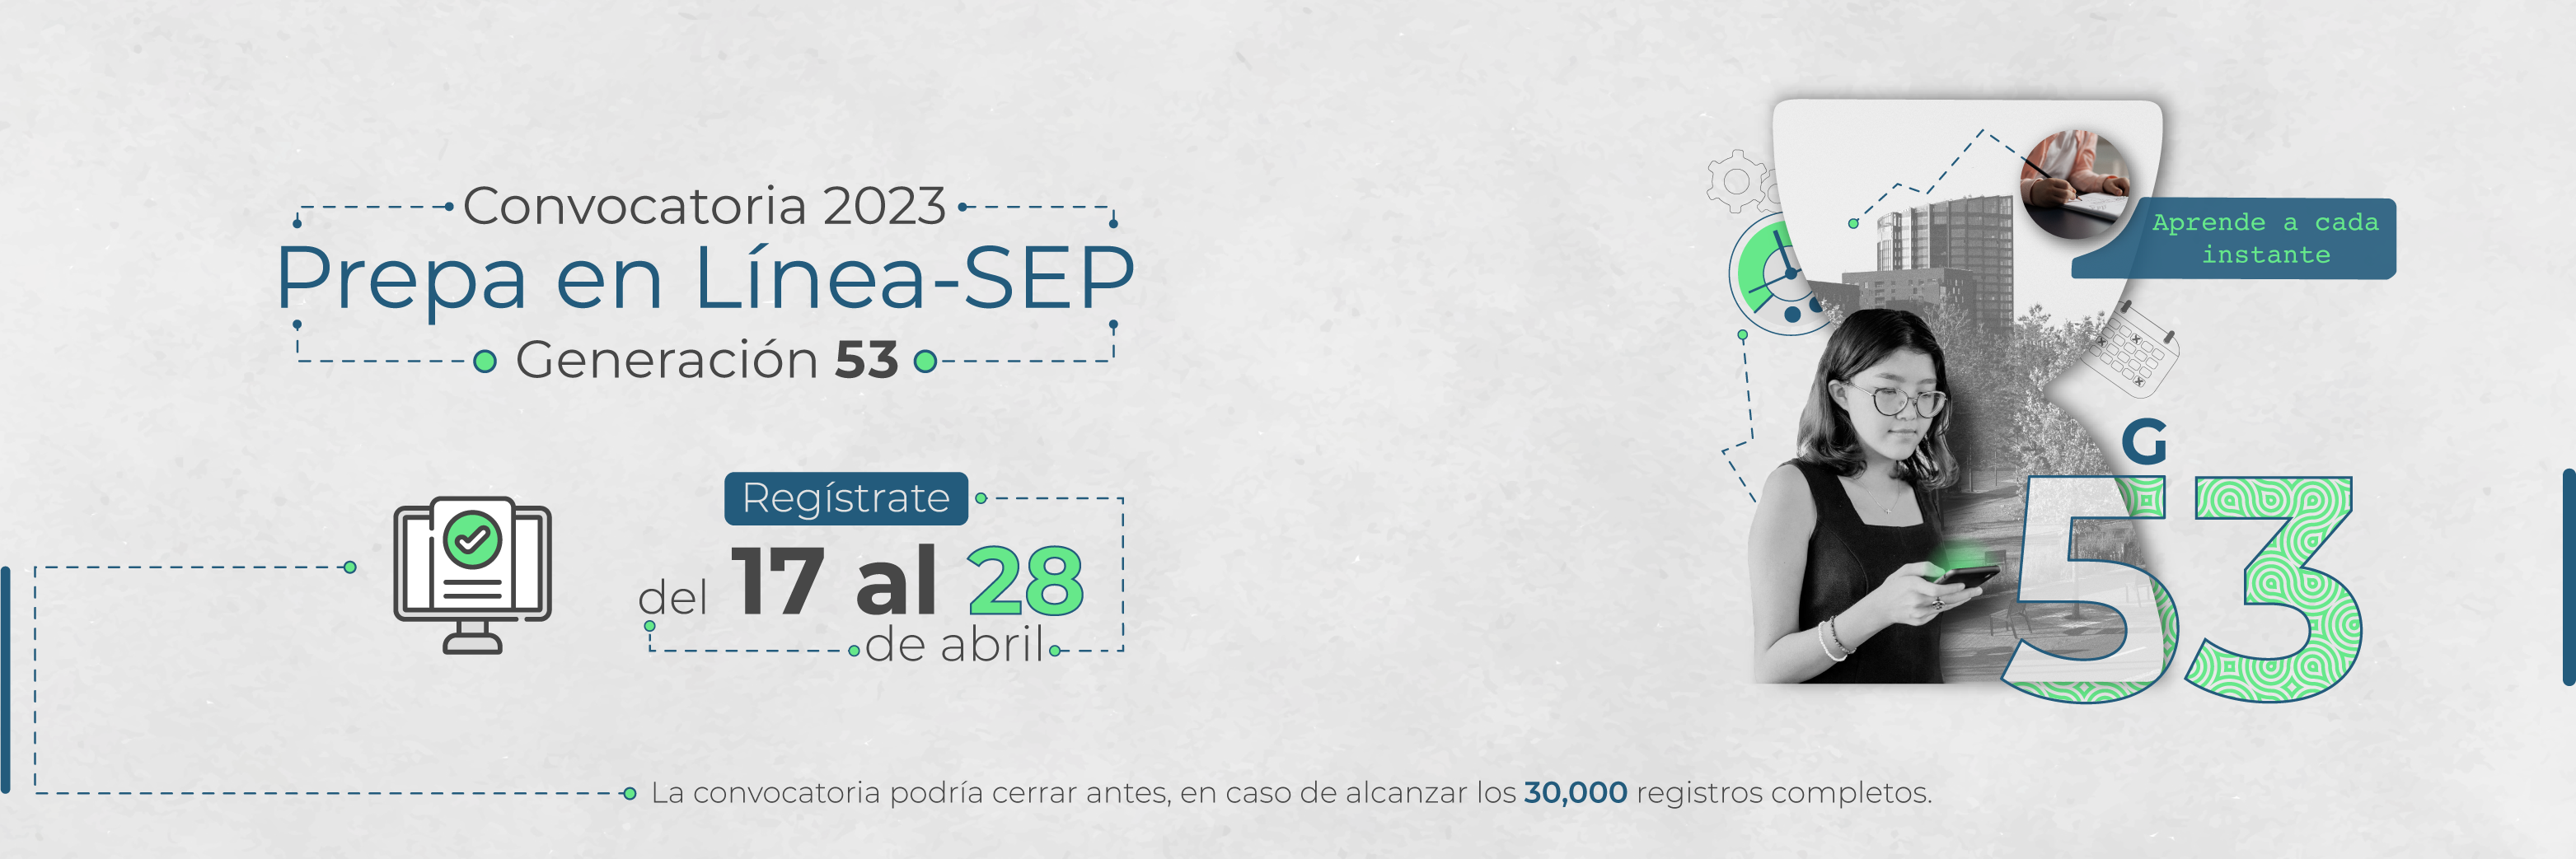 Convocatoria 2023
Prepa en Línea-SEP
Generación 53
Regístrate
del 17 al 28
de abril
La convocatoria podría cerrar antes, en caso de alcanzar los 30,000 registros completos.
Aprende a cada
instante
G
53